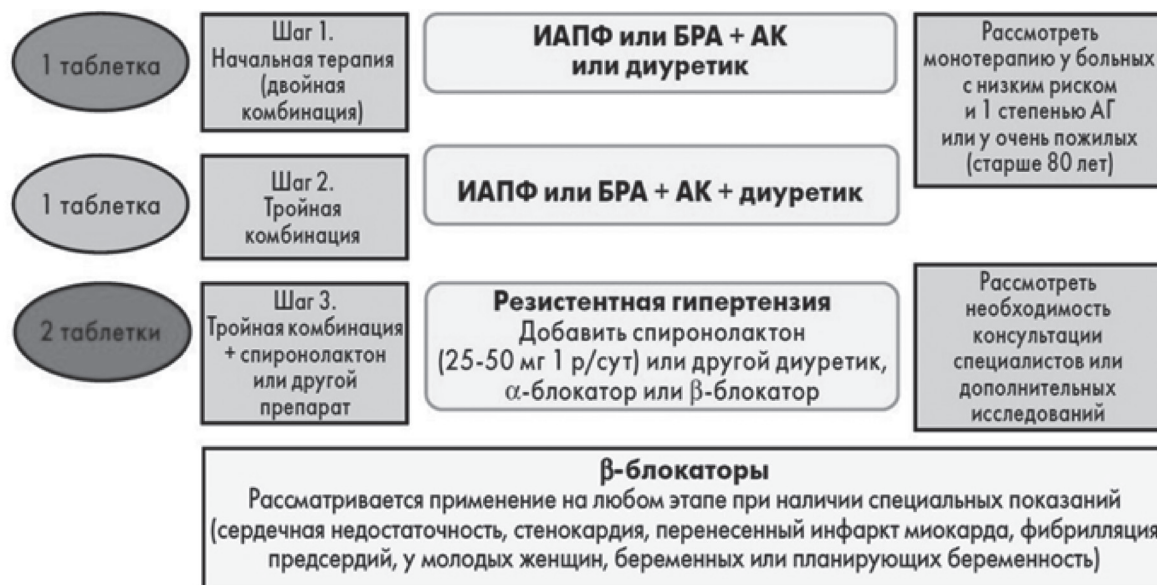 1 таблетка
Шаг 1.
Начальная терапия
(двойная
комбинация)
ИАПФ или БРА + АК
или диуретик
Рассмотреть
монотерапию у больных
с низким риском
и 1 степенью АГ
или у очень пожилых
(старше 80 лет)
1 таблетка
Шаг 2.
Тройная
комбинация
ИАПФ или БРА + АК + диуретик
2 таблетки
Шаг 3.
Тройная комбинация
+ спиронолактон
или другой
препарат
Резистентная гипертензия
Добавить спиронолактон
(25-50 мг 1 р/сут) или другой диуретик,
α-блокатор или β-блокатор
Рассмотреть
необходимость
консультации
специалистов или
дополнительных
исследований
β-блокаторы
Рассматривается применение на любом этапе при наличии специальных показаний
(сердечная недостаточность, стенокардия, перенесенный инфаркт миокарда, фибрилляция
предсердий, у молодых женщин, беременных или планирующих беременность)